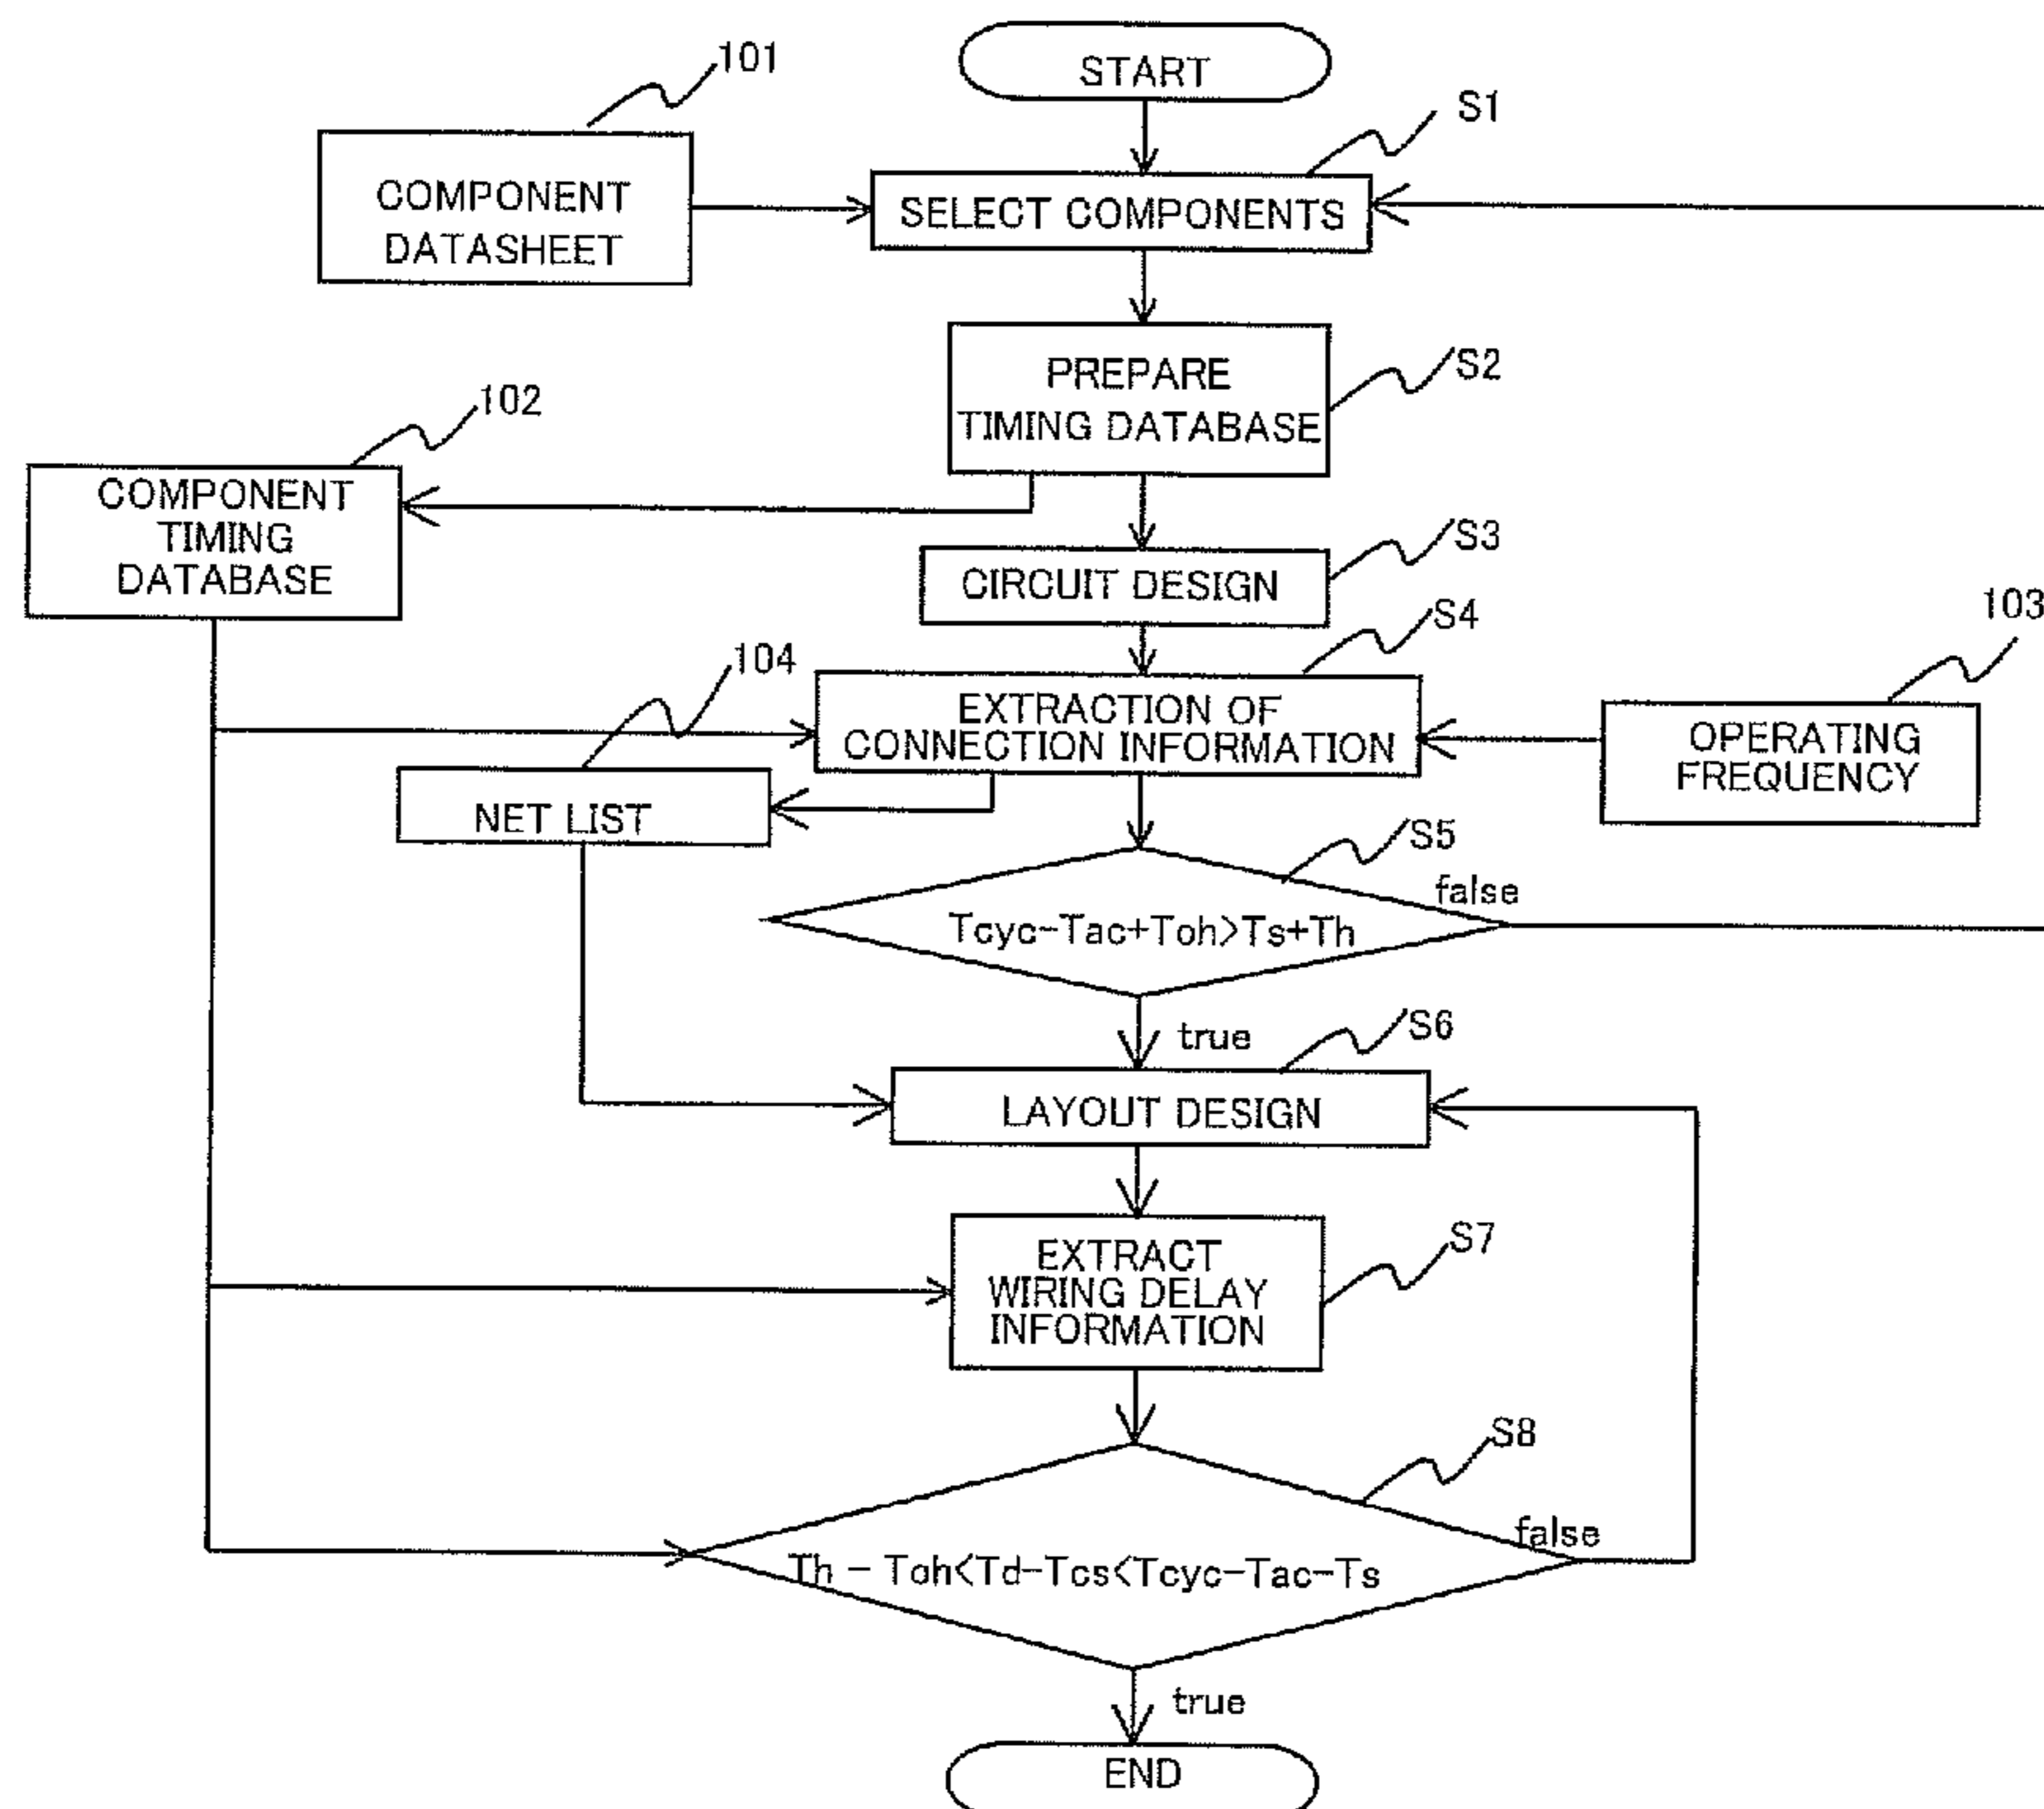 START
101
S1
COMPONENT
DATASHEET
SELECT COMPONENTS
S2
PREPARE
TIMING DATABASE
102
COMPONENT
TIMING
DATABASE
S3
CIRCUIT DESIGN
S4
103
104
EXTRACTION OF
CONNECTION INFORMATION
OPERATING
FREQUENCY
NET LIST
S5
false
Tcyc-Tac+Toh>Ts+Th
true
S6
LAYOUT DESIGN
S7
EXTRACT
WIRING DELAY
INFORMATION
S8
false
Th - Toh<Td-Tcs<Tcyc-Tac-Ts
true
END